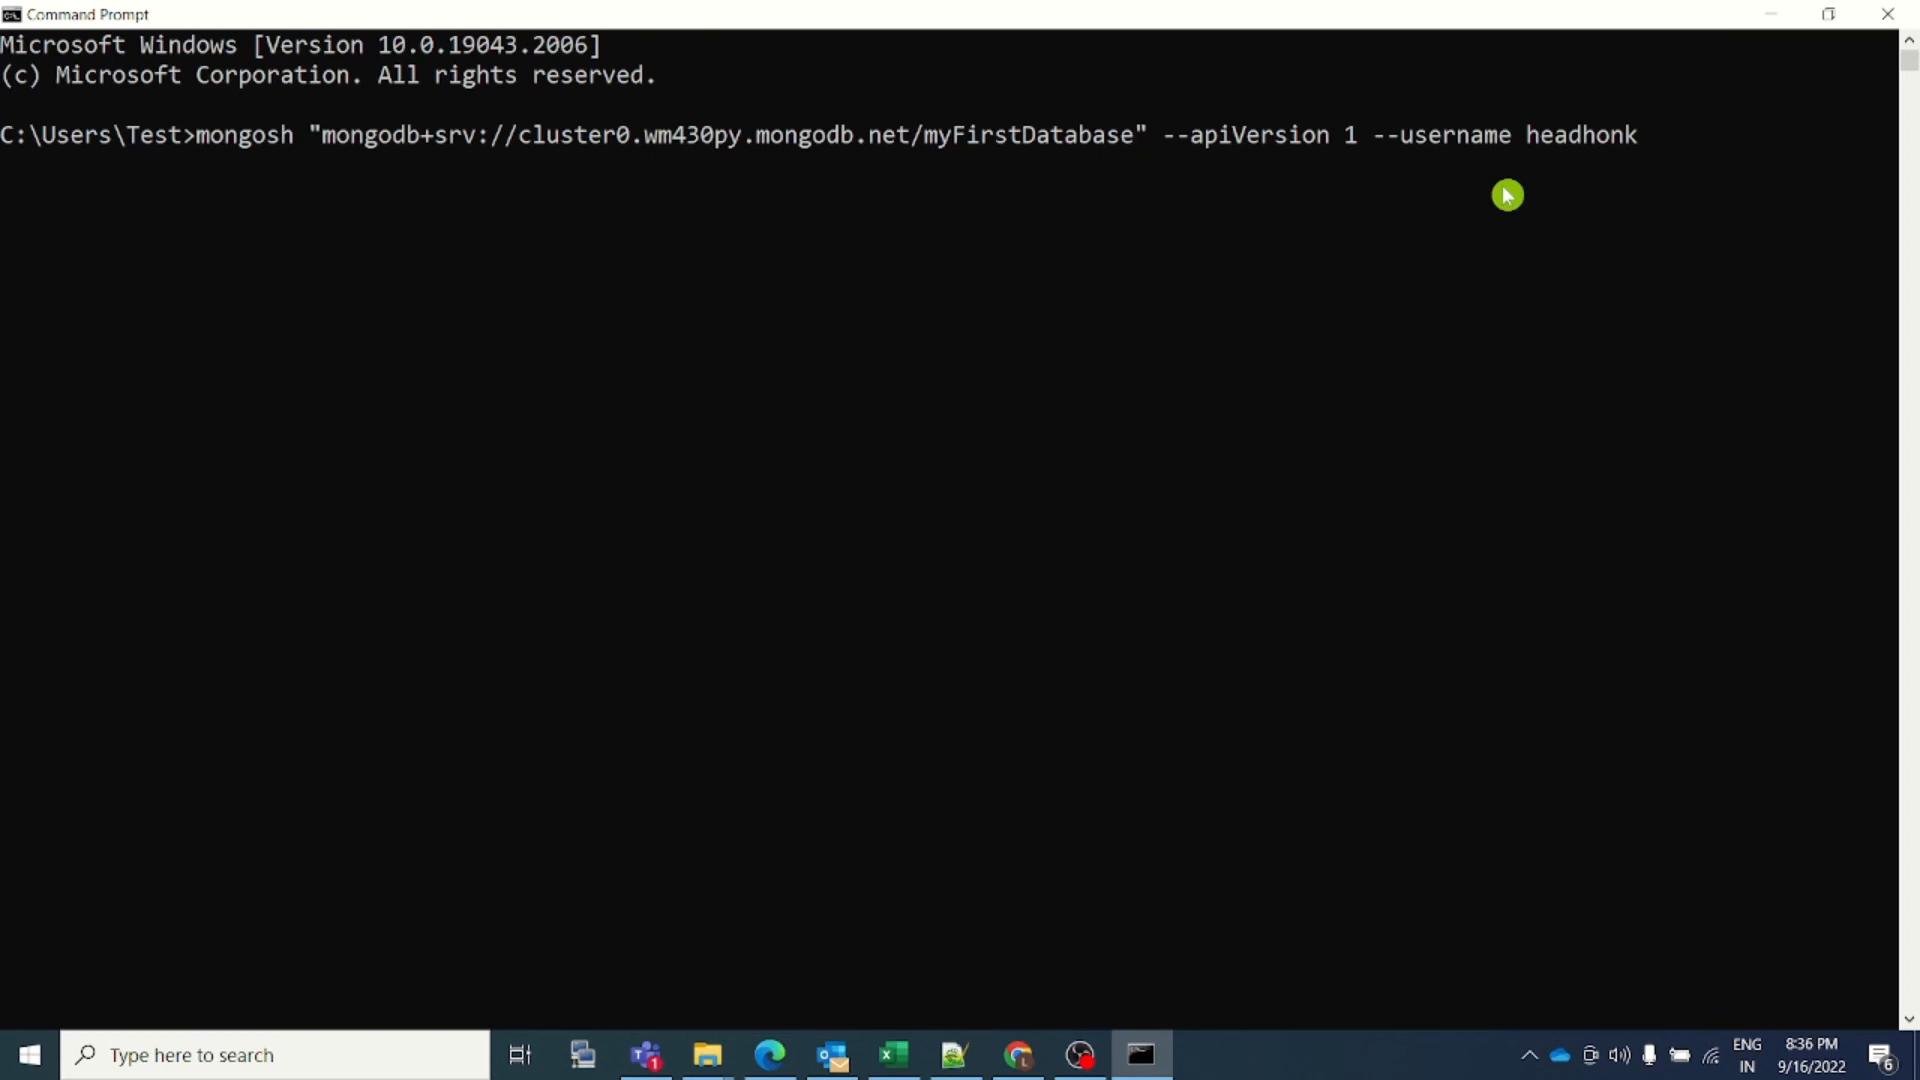 Command Prompt
Microsoft Windows [Version 10.0.19043.2006]
(c) Microsoft Corporation. All rights reserved.
C:\Users\Test>mongosh "mongodb+srv://cluster0.wm430py.mongodb.net/myFirstDatabase" --apiVersion 1 --username headhonk
Type here to search
1
ENG
IN
8:36 PM
9/16/2022
6